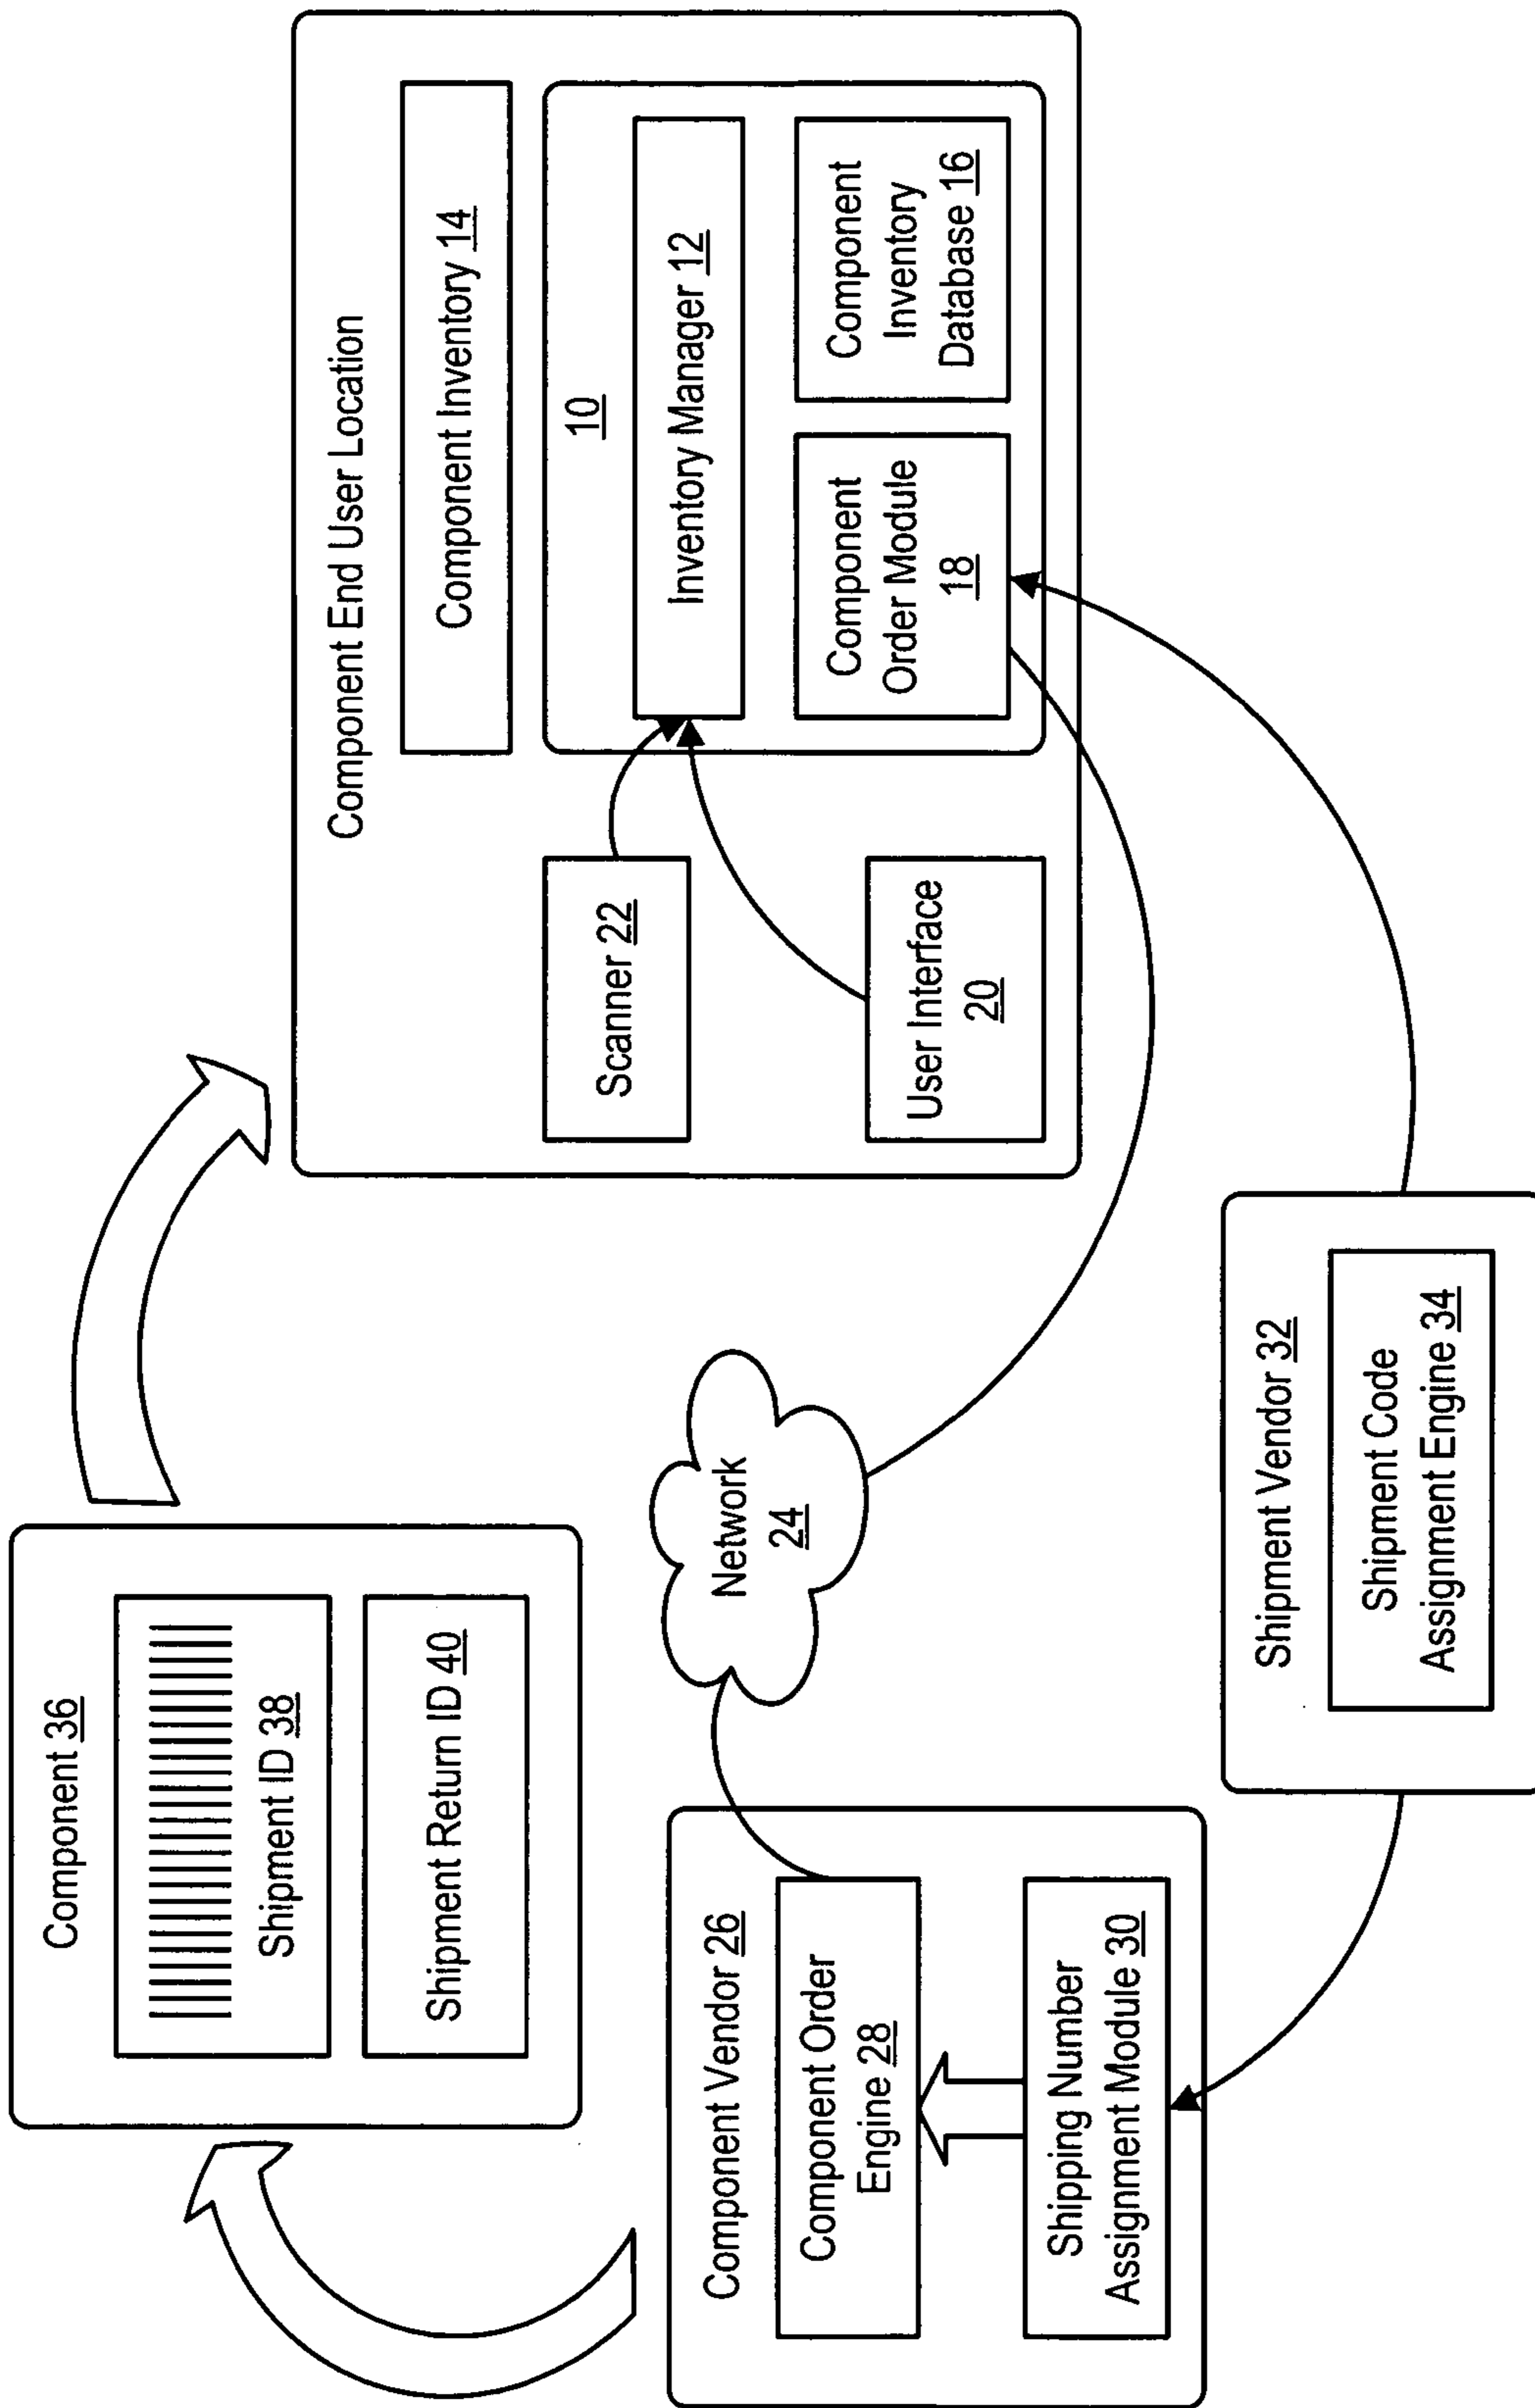 Component 36
Shipment ID 38
Shipment Return ID 40
Component End User Location
Component Inventory 14
10
Inventory Manager 12
Component
Order Module
18
Component
Inventory
Database 16
Scanner 22
User Interface
20
Network
24
Component Vendor 26
Component Order
Engine 28
Shipping Number
Assignment Module 30
Shipment Vendor 32
Shipment Code
Assignment Engine 34